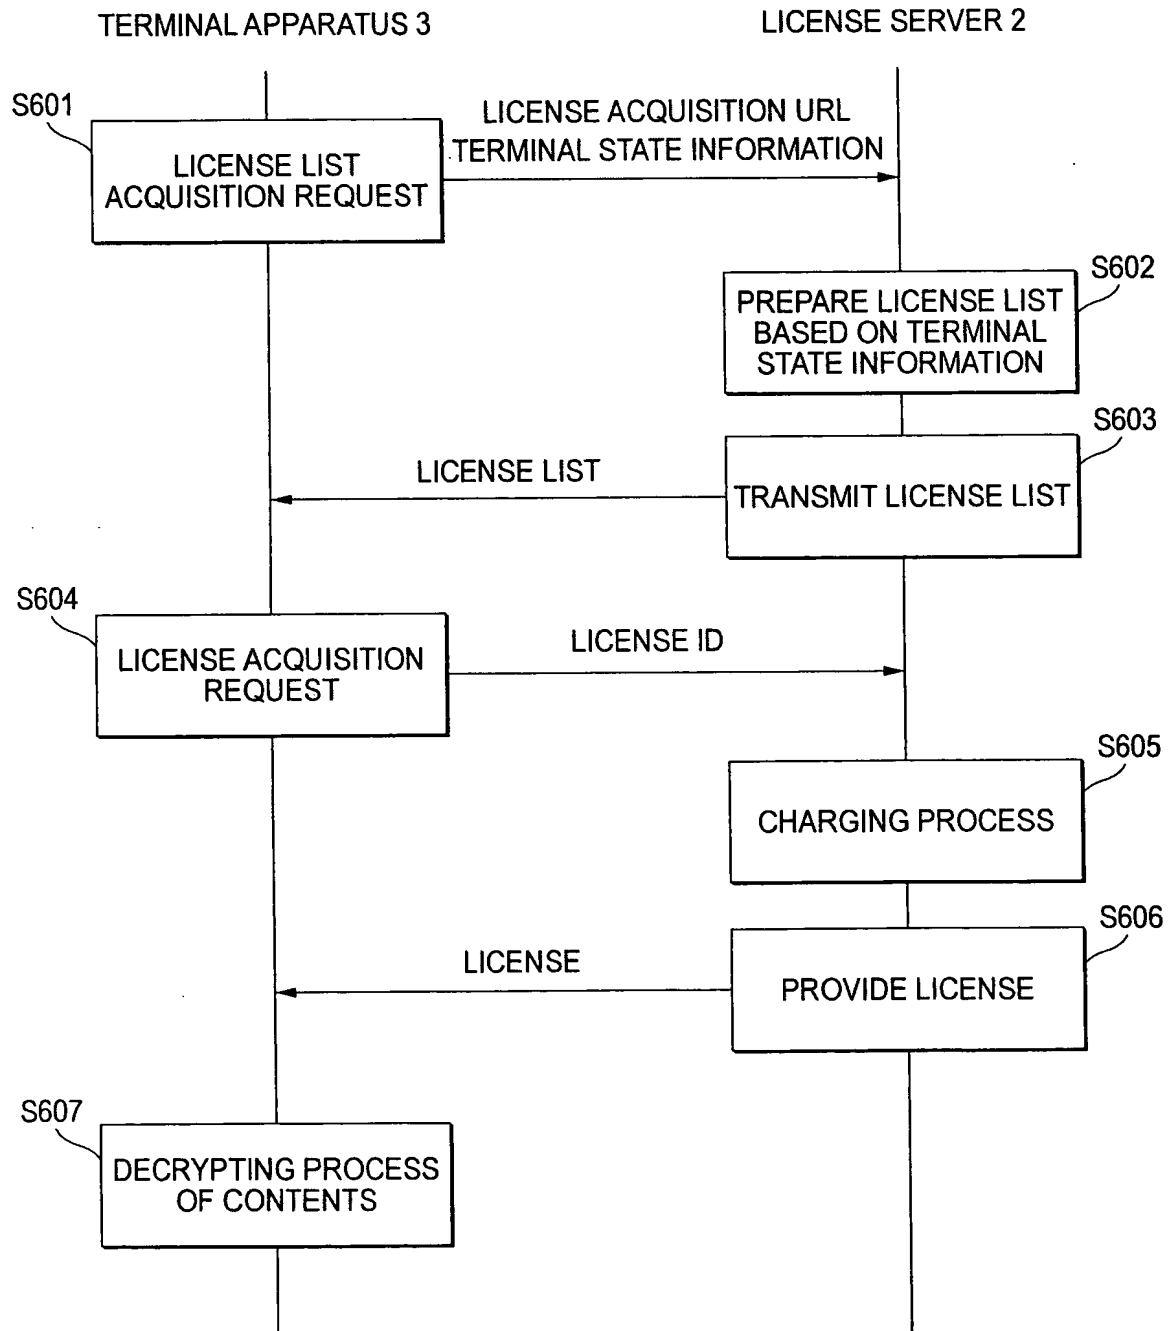 TERMINAL APPARATUS 3
LICENSE SERVER 2
S601
LICENSE LIST
ACQUISITION REQUEST
LICENSE ACQUISITION URL
TERMINAL STATE INFORMATION
S602
PREPARE LICENSE LIST
BASED ON TERMINAL
STATE INFORMATION
S603
TRANSMIT LICENSE LIST
LICENSE LIST
S604
LICENSE ACQUISITION
REQUEST
LICENSE ID
S605
CHARGING PROCESS
S606
PROVIDE LICENSE
LICENSE
S607
DECRYPTING PROCESS
OF CONTENTS